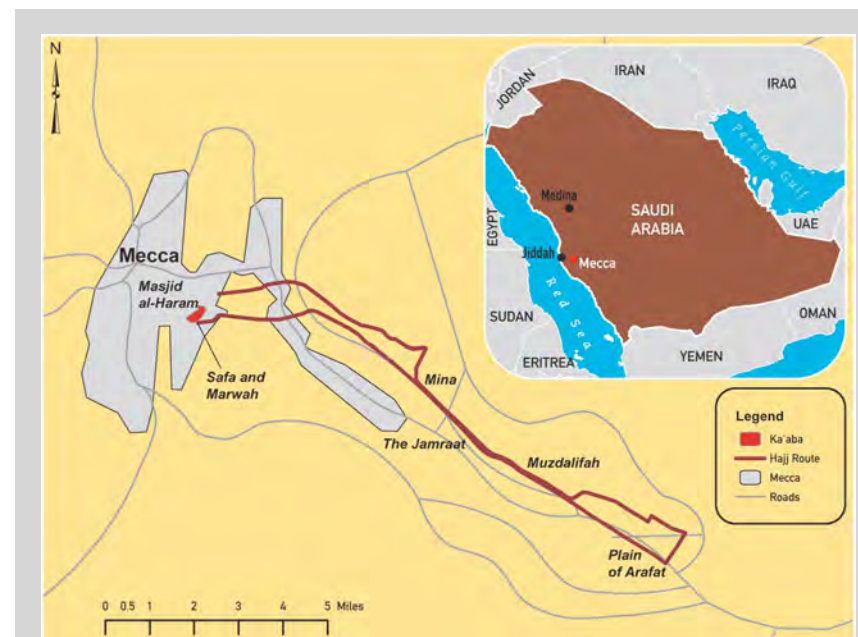 N
Mecca
Masjid
al-Haram
Safa and
Marwah
Mina
The Jamraat
Muzdalifah
Plain
of Arafat
0 0.5 1 2 3 4 5 Miles
JORDAN
IRAN
IRAQ
Persian Gulf
Medina
SAUDI
ARABIA
EGYPT
UAE
Jiddah
Mecca
Red Sea
SUDAN
OMAN
ERITREA
YEMEN
Legend
Ka'aba
Hajj Route
Mecca
Roads